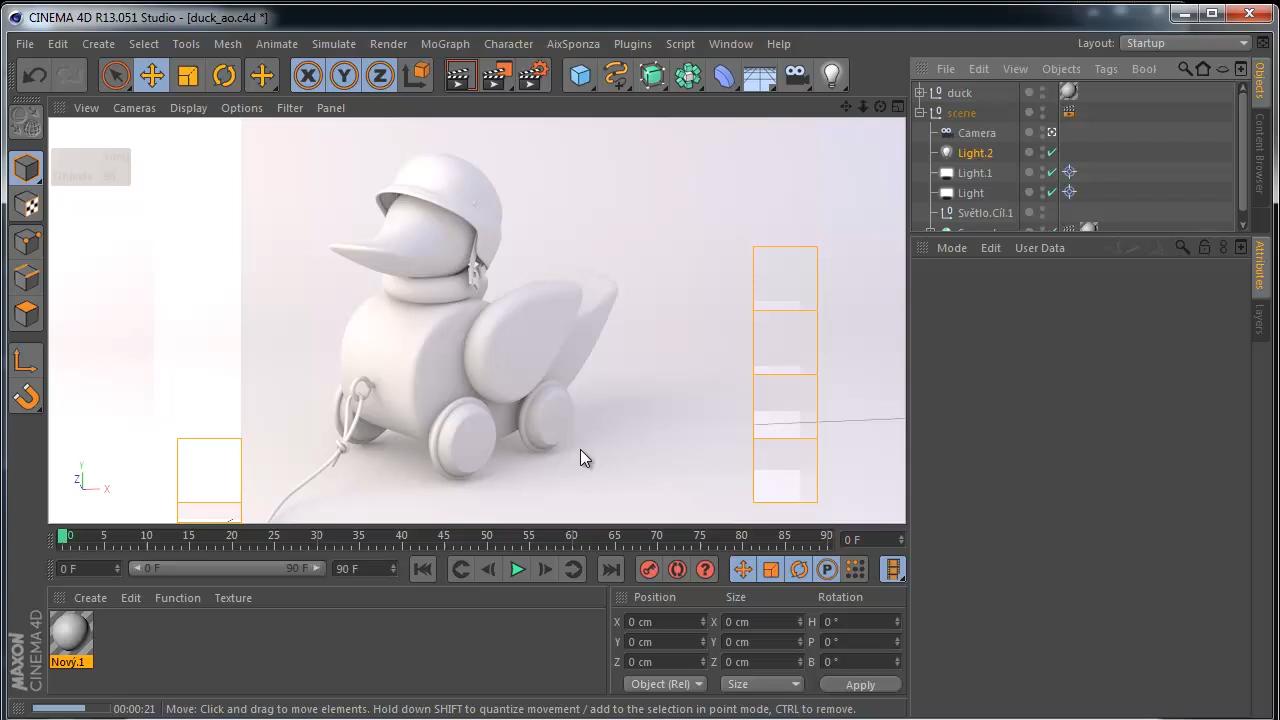 CINEMA 4D R13.051 Studio - [duck_ao.c4d *]
File Edit Create Select Tools Mesh Animate Simulate Render MoGraph Character AixSponza Plugins Script Window Help
Layout: Startup
X Y Z
File Edit View Objects Tags Bool
View Cameras Display Options Filter Panel
duck
scene
Camera
Light.2
Light.1
Light
Světlo.Cíl.1
Objects
Content Browser
Mode Edit User Data
Attributes
Layers
Y
Z X
0 5 10 15 20 25 30 35 40 45 50 55 60 65 70 75 80 85 90
0 F
0 F 0 F 90 F 90 F
P
Create Edit Function Texture
Nový.1
Position Size Rotation
X 0 cm X 0 cm H 0 °
Y 0 cm Y 0 cm P 0 °
Z 0 cm Z 0 cm B 0 °
Object (Rel) Size Apply
MAXON
CINEMA 4D
00:00:21 Move: Click and drag to move elements. Hold down SHIFT to quantize movement / add to the selection in point mode, CTRL to remove.